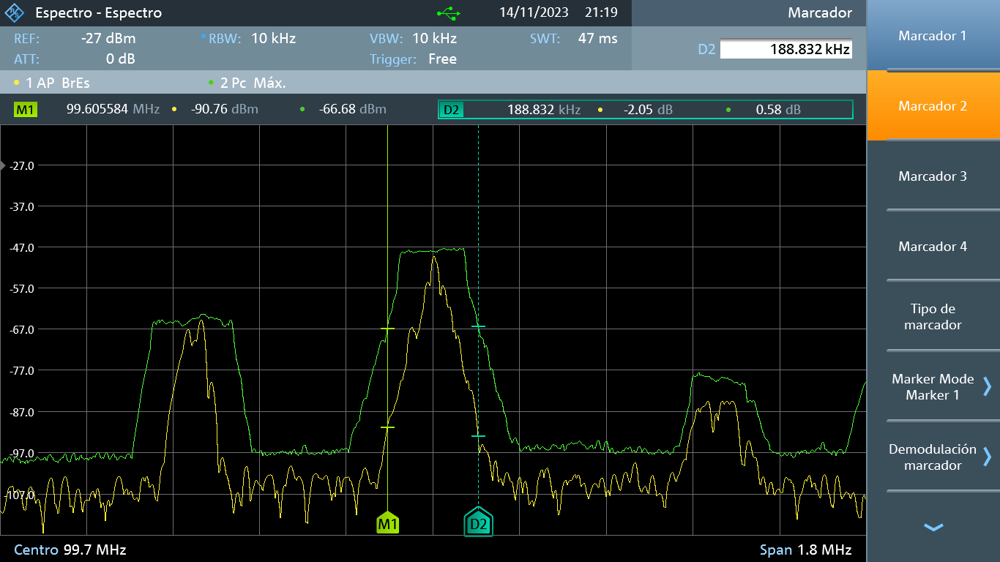 Espectro - Espectro 14/11/2023 21:19 Marcador
REF: -27 dBm RBW: 10 kHz VBW: 10 kHz SWT: 47 ms
ATT: 0 dB Trigger: Free
D2 188.832 kHz
1 AP BrEs 2 Pc Máx.
M1 99.605584 MHz -90.76 dBm -66.68 dBm D2 188.832 kHz -2.05 dB 0.58 dB
-27.0
-37.0
-47.0
-57.0
-67.0
-77.0
-87.0
-97.0
-107.0
M1 D2
Centro 99.7 MHz Span 1.8 MHz
Marcador 1
Marcador 2
Marcador 3
Marcador 4
Tipo de
marcador
Marker Mode
Marker 1
Demodulación
marcador